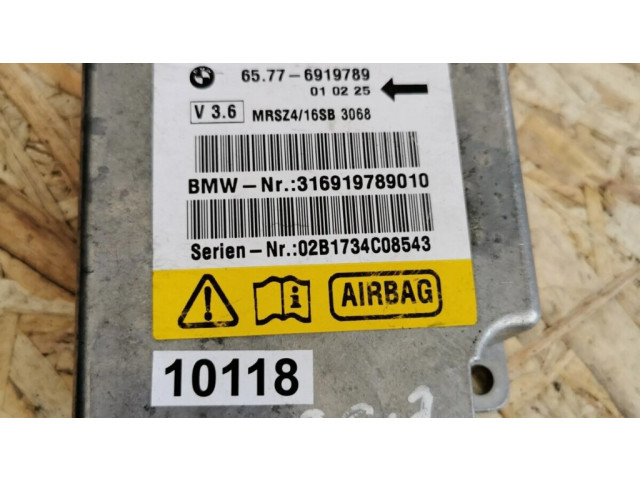 65.77-6919789
01 02 25
V 3.6 MRSZ4/16SB 3068
BMW-Nr.:316919789010
Serien-Nr.:02B1734C08543
AIRBAG
10118